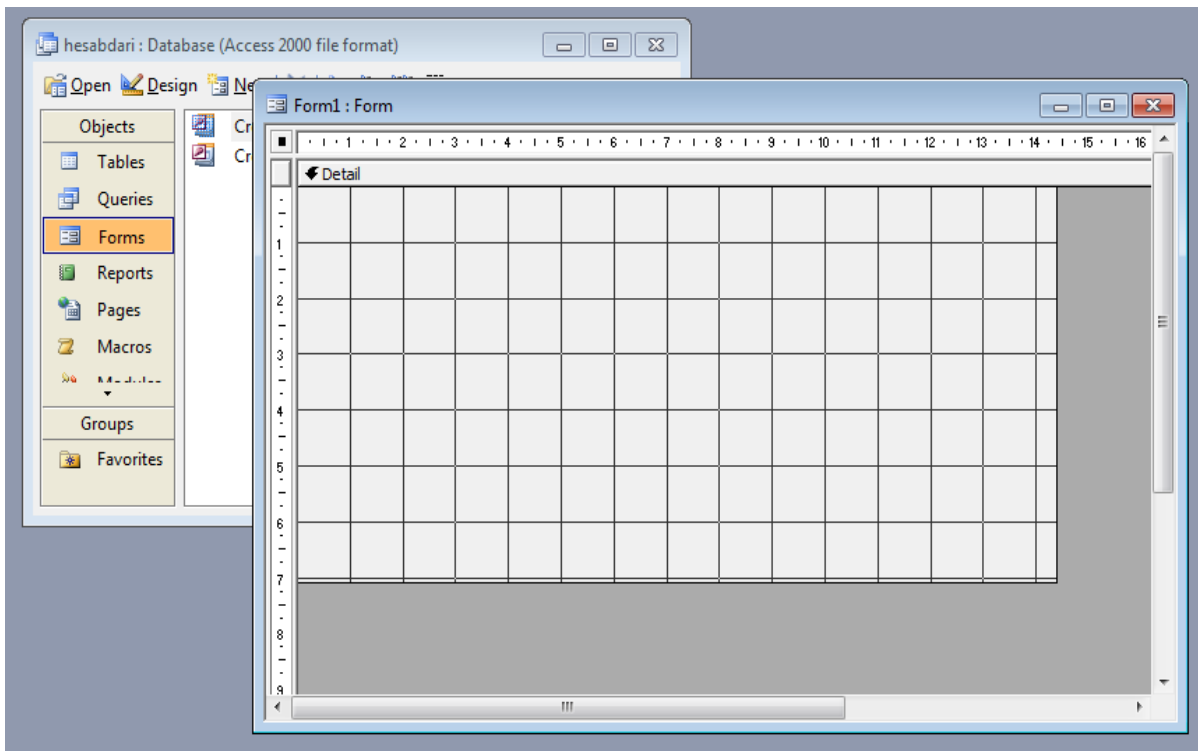 hesabdari : Database (Access 2000 file format)
Open Design
Objects
Tables
Queries
Forms
Reports
Pages
Macros
Groups
Favorites
Form1 : Form
1 2 3 4 5 6 7 8 9 10 11 12 13 14 15 16
Detail
1
2
3
4
5
6
7
8
9